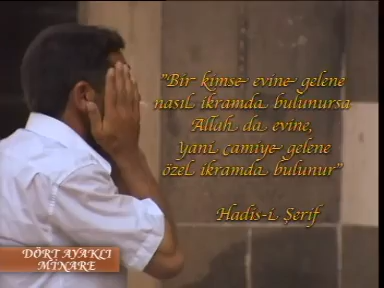 "Bir kimse evine gelene
nasıl ikramda bulunursa
Allah da evine,
yani camiye gelene
özel ikramda bulunur"
Hadis-i Şerif
DÖRT AYAKLI
MİNARE